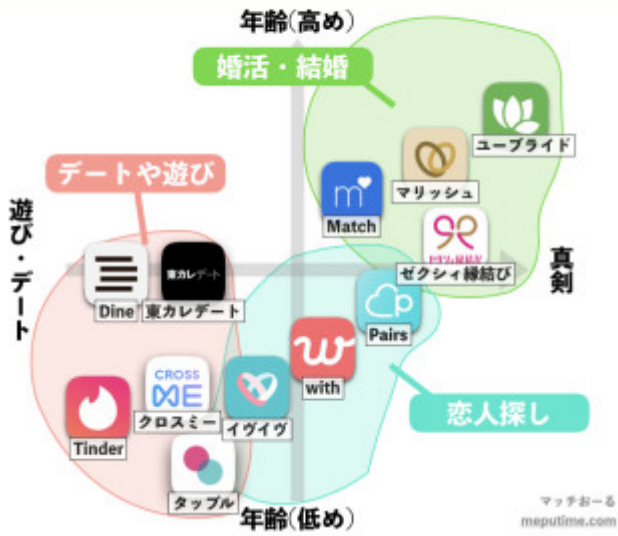 年齢(高め)
婚活・結婚
ユーブライド
デートや遊び
マリッシュ
Match
ゼクシィ縁結び
遊び・デート
真剣
東カレデート
Dine
東カレデート
Pairs
with
CROSS
ME
クロスミー
イヴイヴ
恋人探し
Tinder
タップル
年齢(低め)
マッチおーる
meputime.com